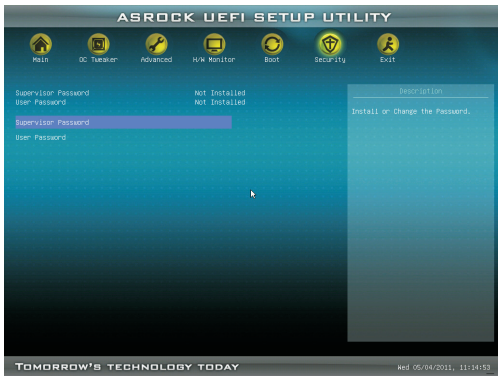 ASROCK UEFI SETUP UTILITY
Main OC Tweaker Advanced H/W Monitor Boot Security Exit
Supervisor Password Not Installed
User Password Not Installed
Supervisor Password
User Password
Description
Install or Change the Password.
TOMORROW'S TECHNOLOGY TODAY
Wed 05/04/2011, 11:14:53